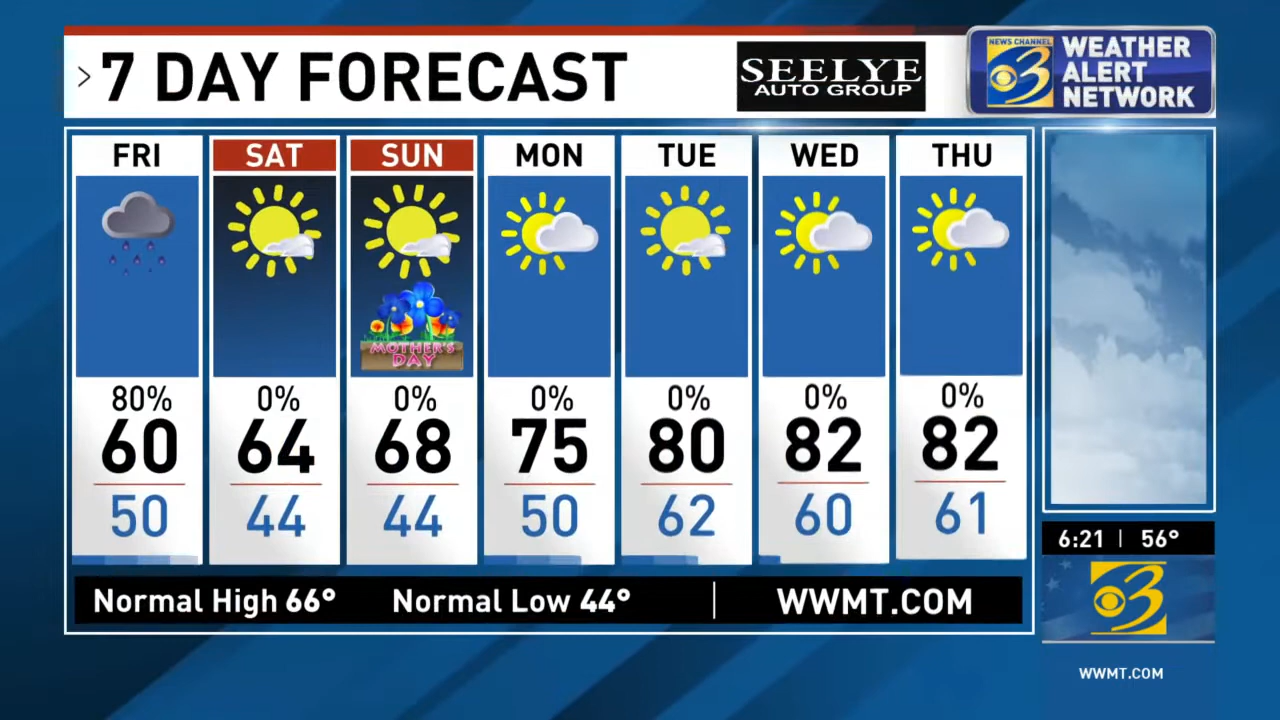 > 7 DAY FORECAST
SEELYE
AUTO GROUP
NEWS CHANNEL
3
WEATHER
ALERT
NETWORK
FRI
80%
60
50
SAT
0%
64
44
SUN
MOTHER'S
DAY
0%
68
44
MON
0%
75
50
TUE
0%
80
62
WED
0%
82
60
THU
0%
82
61
Normal High 66° Normal Low 44° | WWMT.COM
6:21 | 56°
3
WWMT.COM